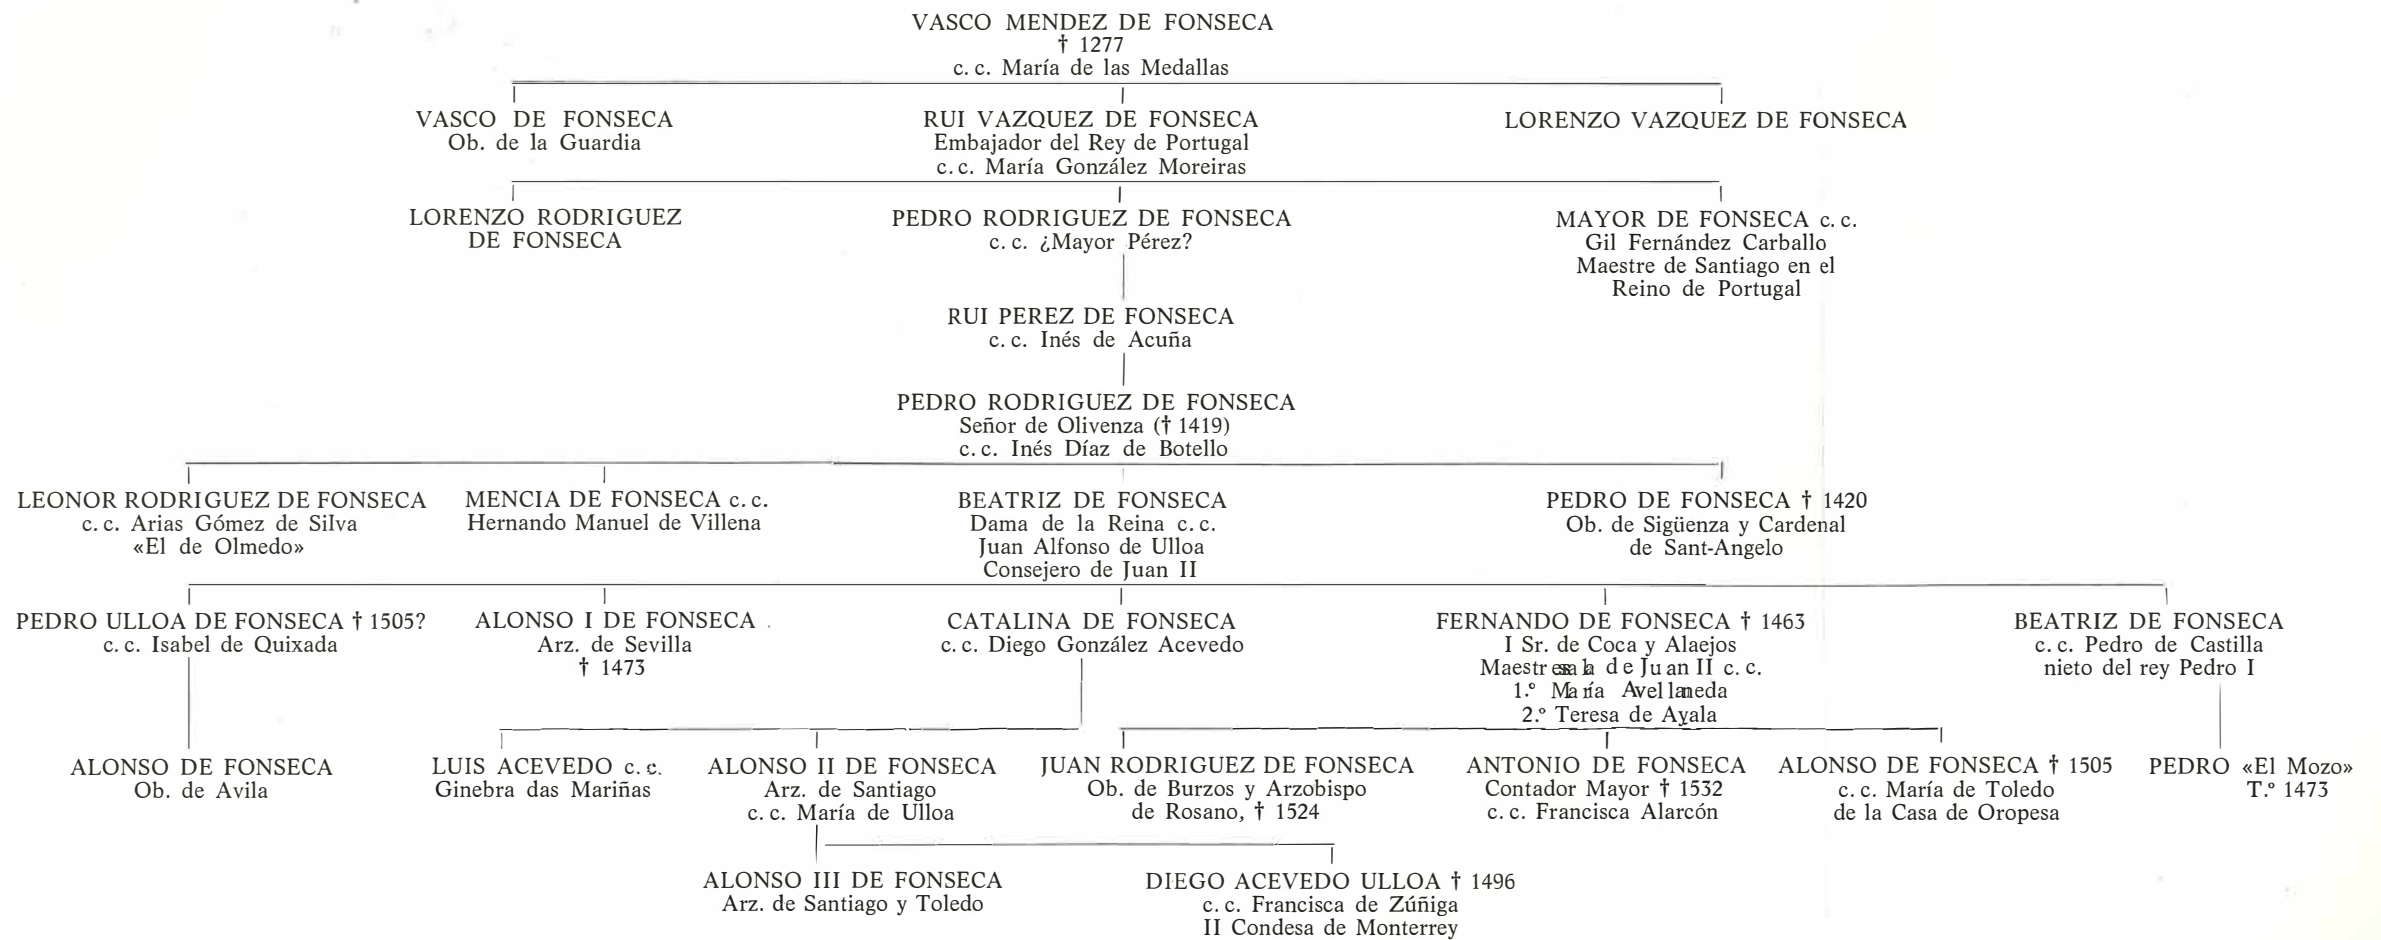 VASCO MENDEZ DE FONSECA
† 1277
c. c. María de las Medallas
VASCO DE FONSECA
Ob. de la Guardia
RUI VAZQUEZ DE FONSECA
Embajador del Rey de Portugal
c. c. María González Moreiras
LORENZO VAZQUEZ DE FONSECA
LORENZO RODRIGUEZ
DE FONSECA
PEDRO RODRIGUEZ DE FONSECA
c. c. ¿Mayor Pérez?
MAYOR DE FONSECA c. c.
Gil Fernández Carballo
Maestre de Santiago en el
Reino de Portugal
RUI PEREZ DE FONSECA
c. c. Inés de Acuña
PEDRO RODRIGUEZ DE FONSECA
Señor de Olivenza († 1419)
c. c. Inés Díaz de Botello
LEONOR RODRIGUEZ DE FONSECA
c. c. Arias Gómez de Silva
«El de Olmedo»
MENCIA DE FONSECA c. c.
Hernando Manuel de Villena
BEATRIZ DE FONSECA
Dama de la Reina c. c.
Juan Alfonso de Ulloa
Consejero de Juan II
PEDRO DE FONSECA † 1420
Ob. de Sigüenza y Cardenal
de Sant-Angelo
PEDRO ULLOA DE FONSECA † 1505?
c. c. Isabel de Quixada
ALONSO I DE FONSECA
Arz. de Sevilla
† 1473
CATALINA DE FONSECA
c. c. Diego González Acevedo
FERNANDO DE FONSECA † 1463
I Sr. de Coca y Alaejos
Maestresala de Juan II c. c.
1.º María Avellaneda
2.º Teresa de Ayala
BEATRIZ DE FONSECA
c. c. Pedro de Castilla
nieto del rey Pedro I
ALONSO DE FONSECA
Ob. de Avila
LUIS ACEVEDO c. c.
Ginebra das Mariñas
ALONSO II DE FONSECA
Arz. de Santiago
c. c. María de Ulloa
JUAN RODRIGUEZ DE FONSECA
Ob. de Burzos y Arzobispo
de Rosano, † 1524
ANTONIO DE FONSECA
Contador Mayor † 1532
c. c. Francisca Alarcón
ALONSO DE FONSECA † 1505
c. c. María de Toledo
de la Casa de Oropesa
PEDRO «El Mozo»
T.º 1473
ALONSO III DE FONSECA
Arz. de Santiago y Toledo
DIEGO ACEVEDO ULLOA † 1496
c. c. Francisca de Zúñiga
II Condesa de Monterrey